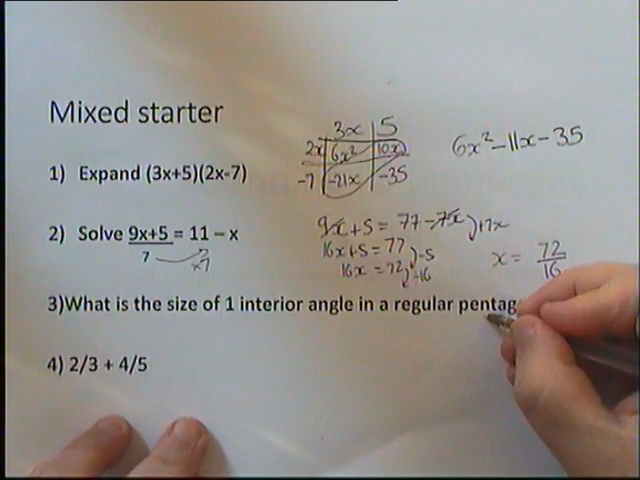 Mixed starter
3x 5
2x 6x² 10x
-7 -21x -35
6x² - 11x - 35
1) Expand (3x+5)(2x-7)
9x + 5 = 77 - 7x )+7x
2) Solve 9x+5 = 11 – x
7 x7
16x + 5 = 77 )-5
16x = 72 )÷16
x = 72
16
3)What is the size of 1 interior angle in a regular pentag
4) 2/3 + 4/5